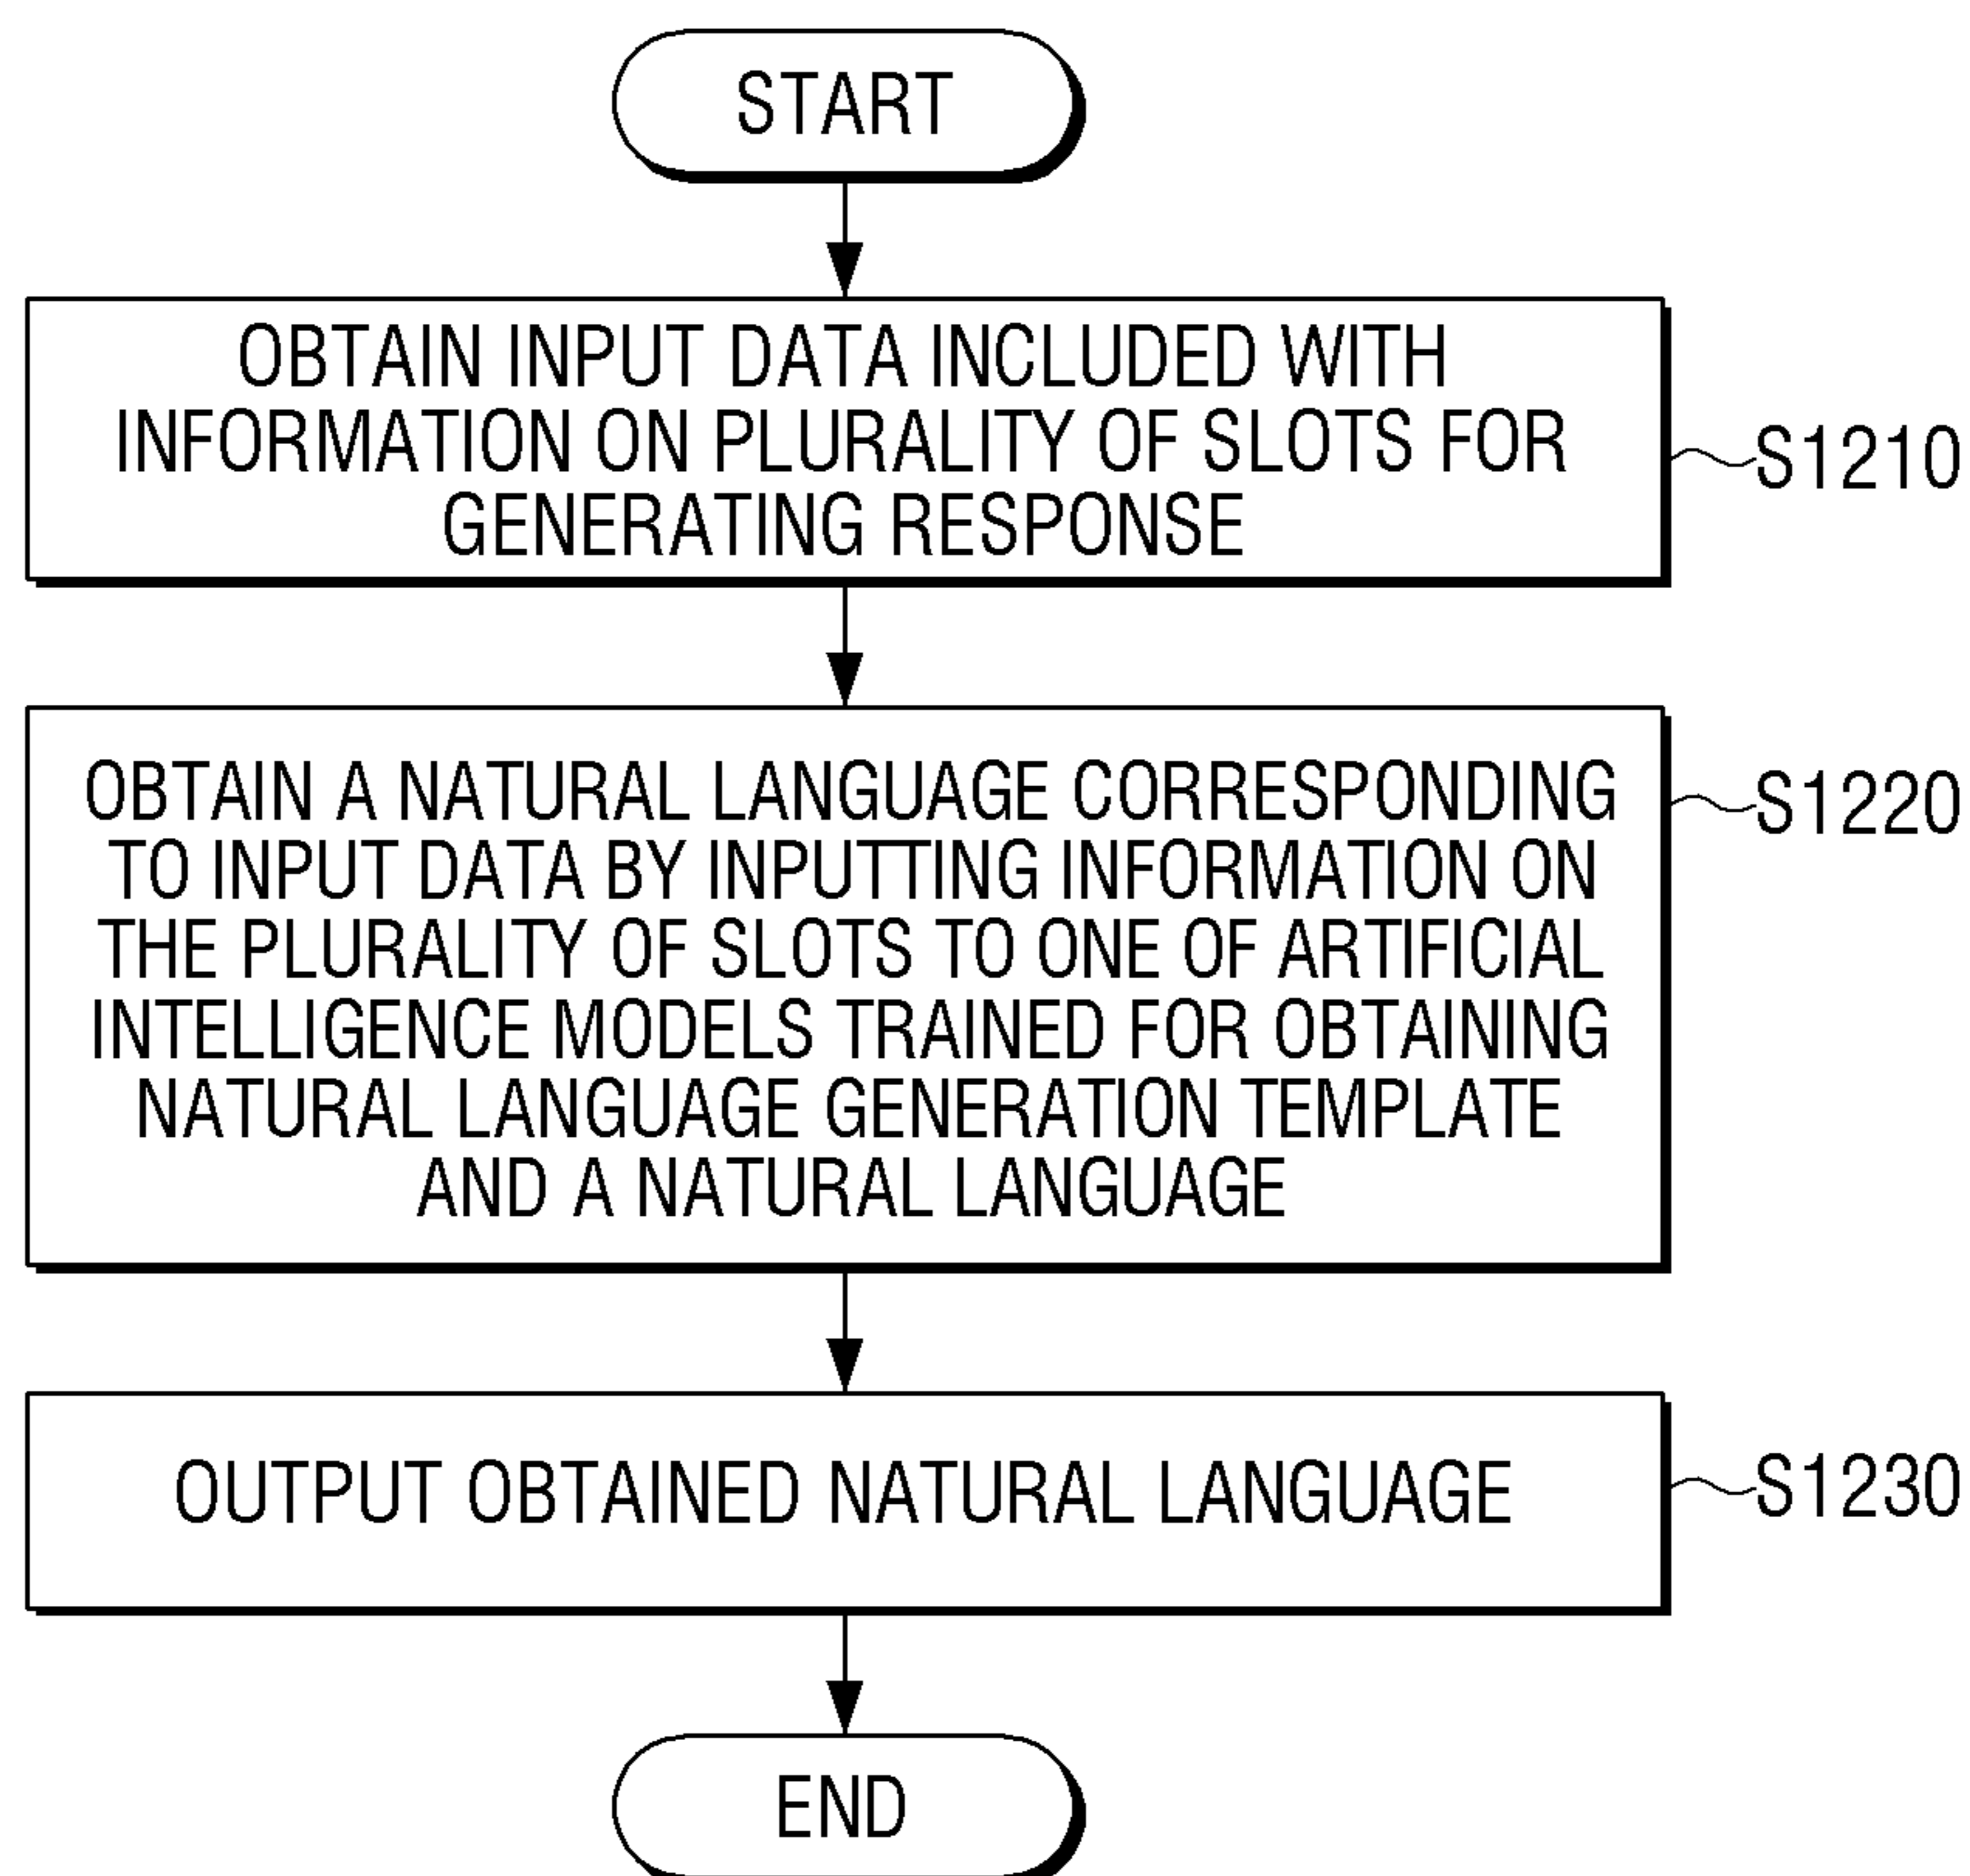 START
OBTAIN INPUT DATA INCLUDED WITH
INFORMATION ON PLURALITY OF SLOTS FOR
GENERATING RESPONSE
S1210
OBTAIN A NATURAL LANGUAGE CORRESPONDING
TO INPUT DATA BY INPUTTING INFORMATION ON
THE PLURALITY OF SLOTS TO ONE OF ARTIFICIAL
INTELLIGENCE MODELS TRAINED FOR OBTAINING
NATURAL LANGUAGE GENERATION TEMPLATE
AND A NATURAL LANGUAGE
S1220
OUTPUT OBTAINED NATURAL LANGUAGE
S1230
END